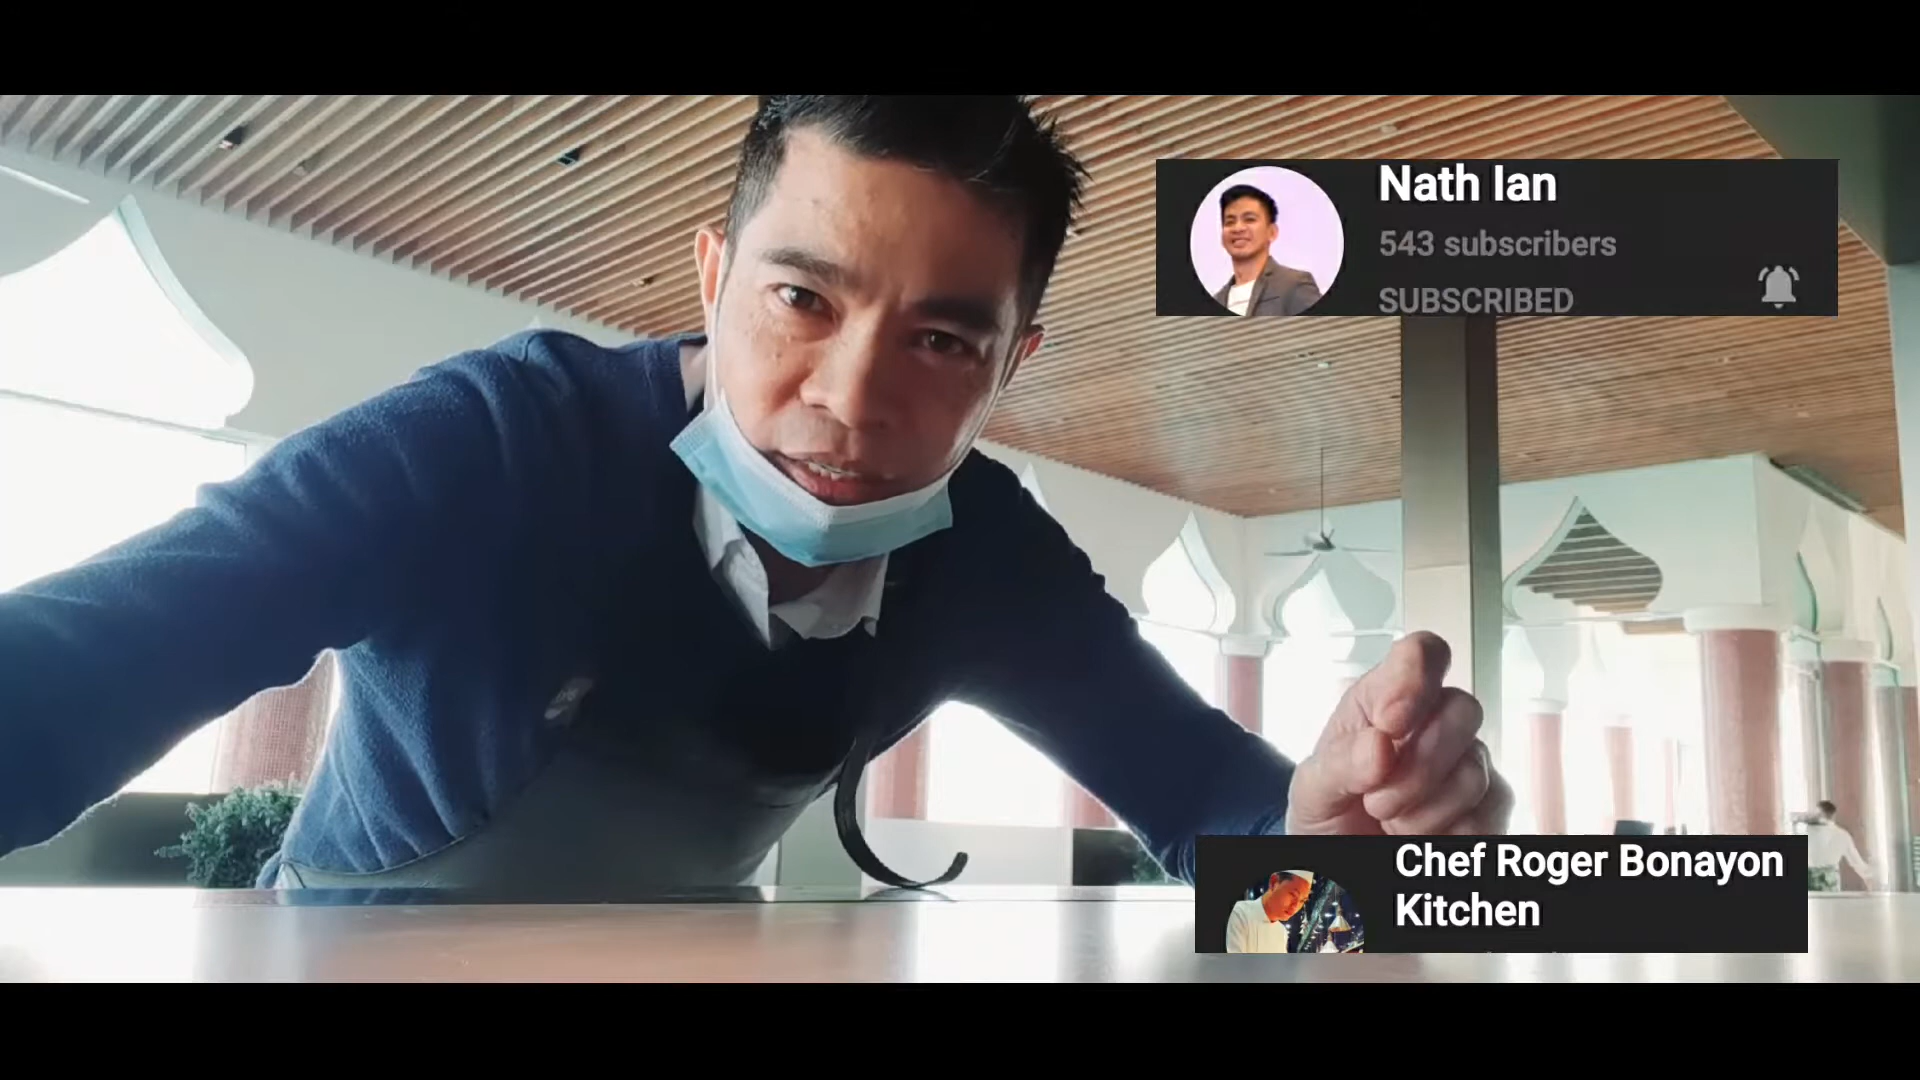 Nath Ian
543 subscribers
SUBSCRIBED
Chef Roger Bonayon
Kitchen